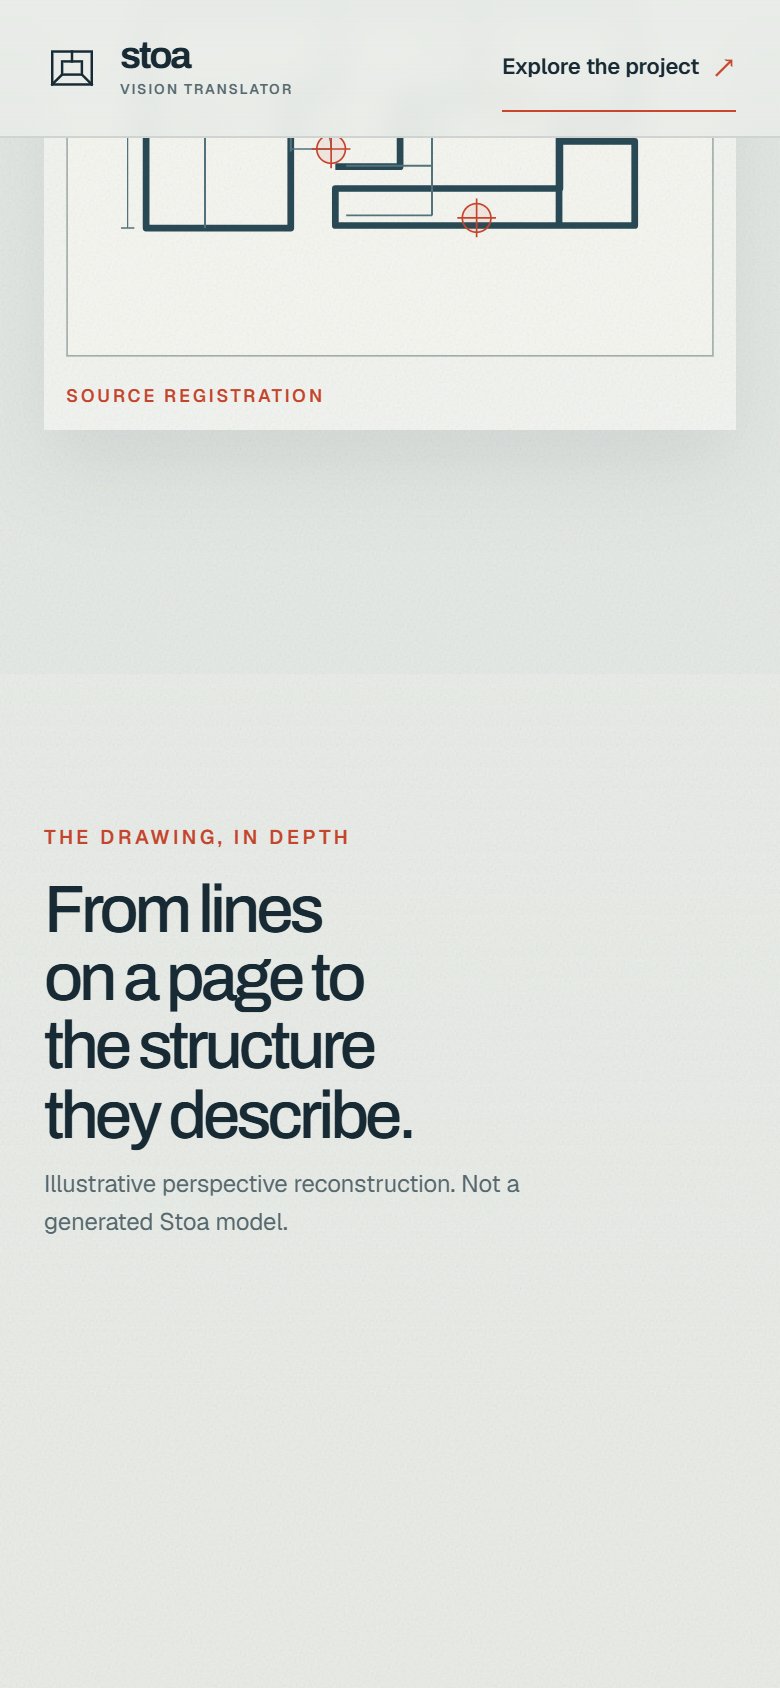 stoa
VISION TRANSLATOR
Explore the project ↗
SOURCE REGISTRATION
THE DRAWING, IN DEPTH
From lines
on a page to
the structure
they describe.
Illustrative perspective reconstruction. Not a
generated Stoa model.